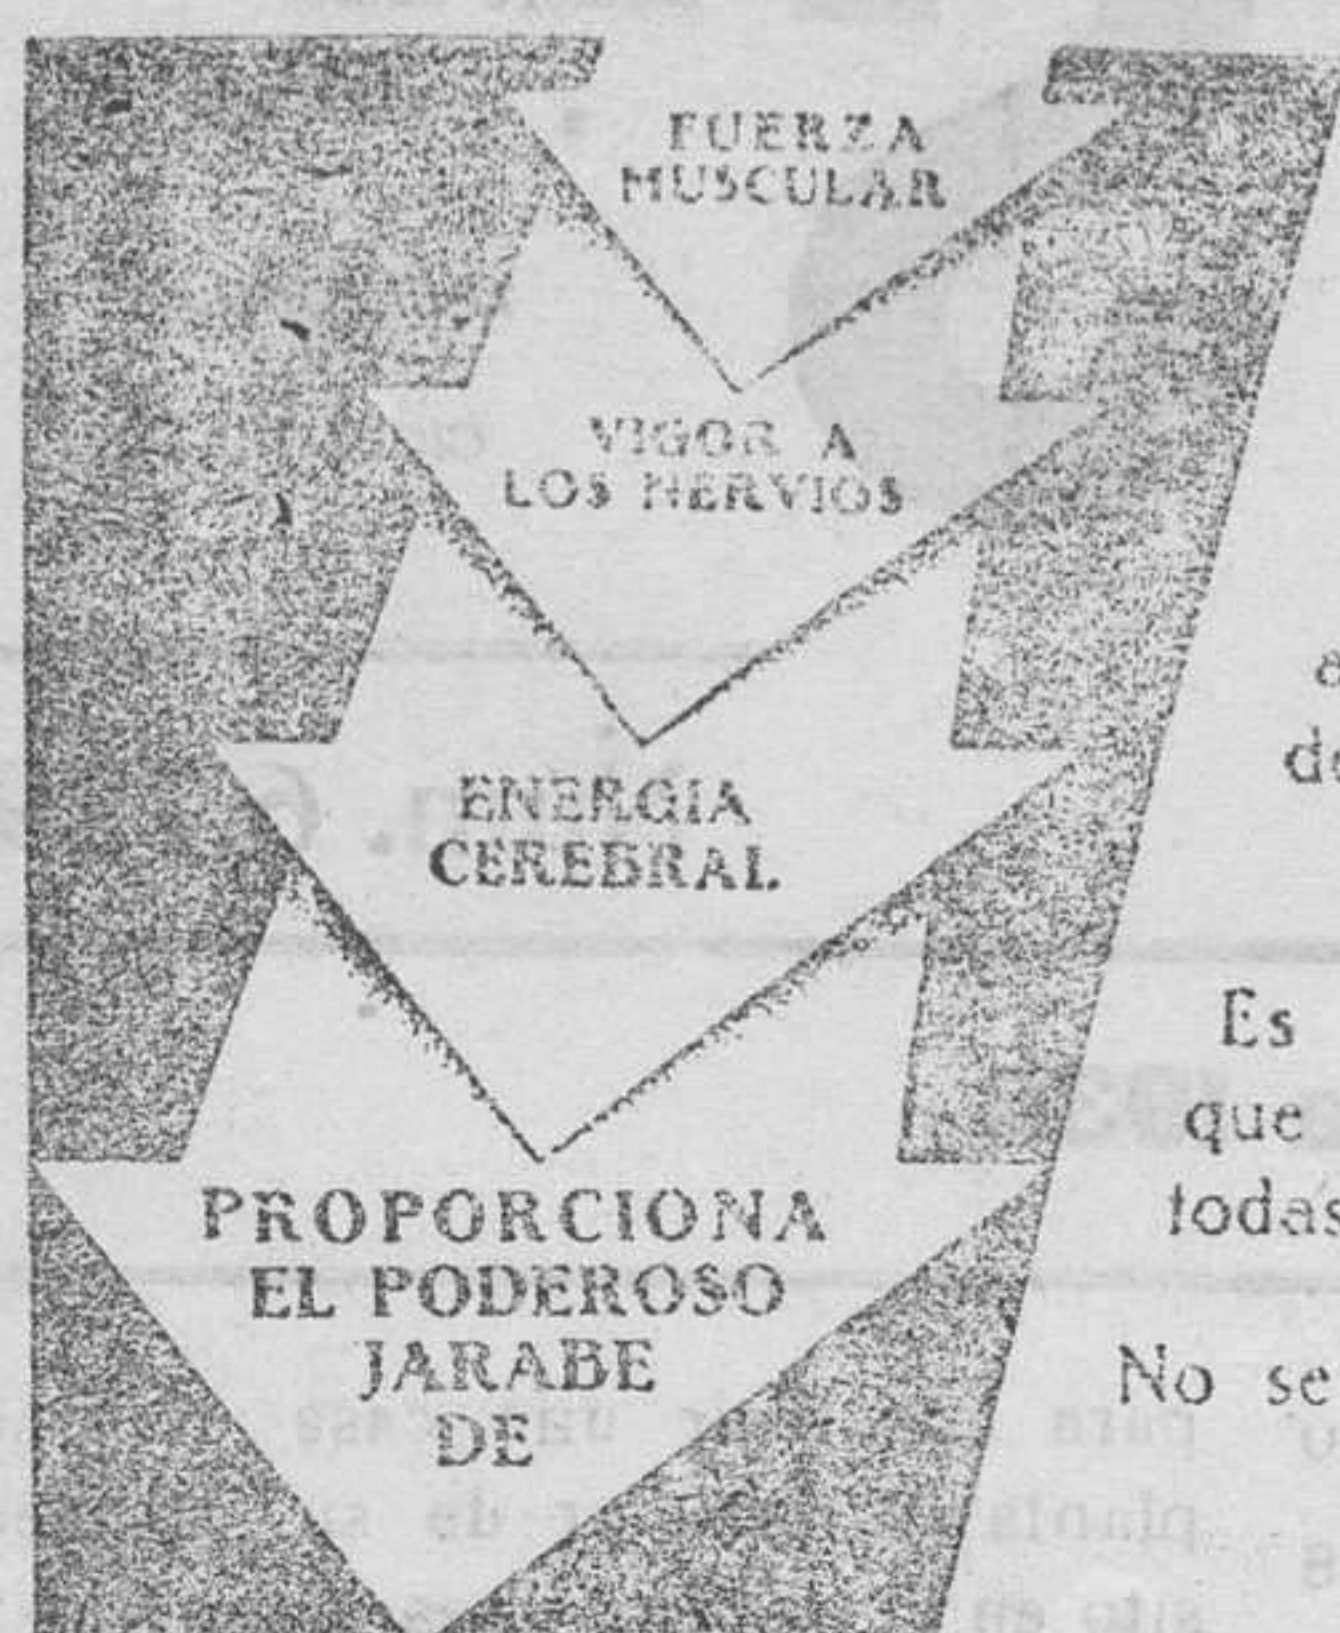 FUERZA
MUSCULAR
VIGOR A
LOS NERVIOS
ENERGIA
CEREBRAL
PROPORCIONA
EL PODEROSO
JARABE
DE
Es
que
todas
No se